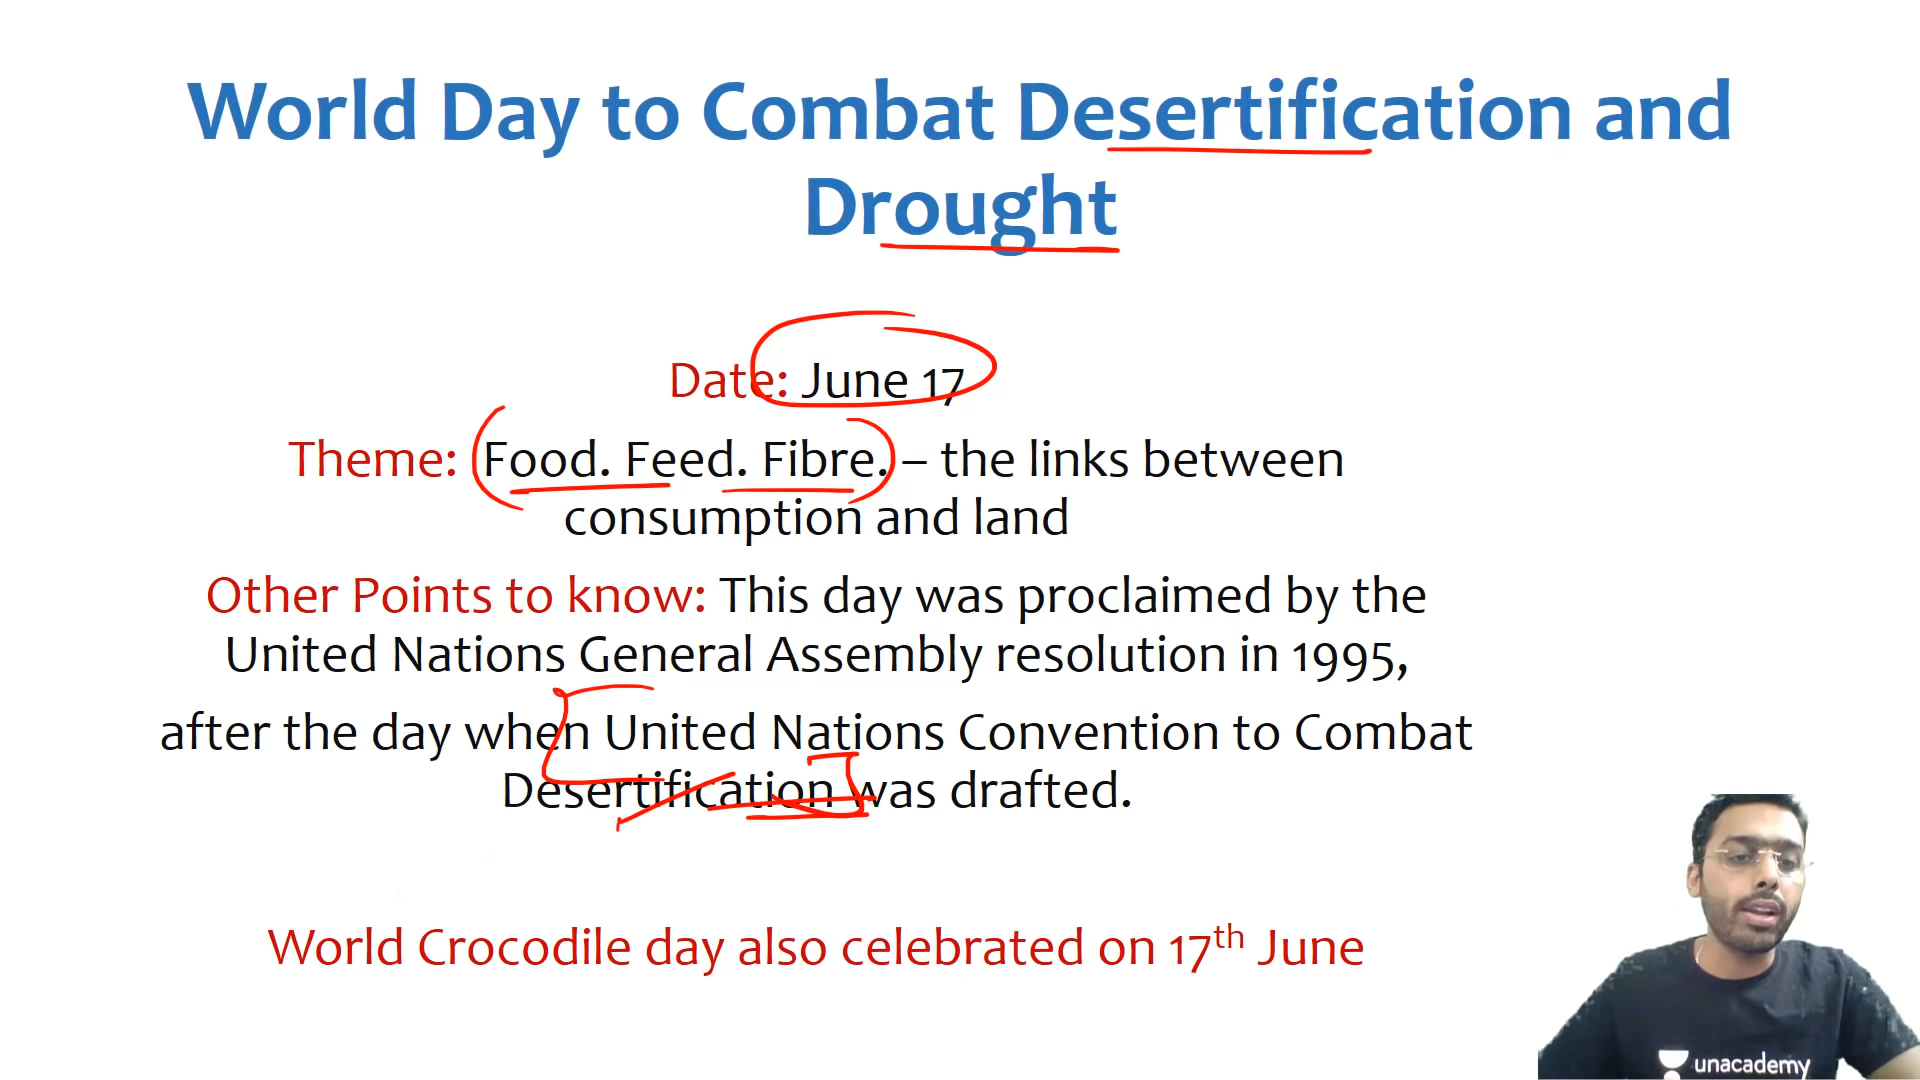 World Day to Combat Desertification and
Drought
Date: June 17
Theme: Food. Feed. Fibre. – the links between
consumption and land
Other Points to know: This day was proclaimed by the
United Nations General Assembly resolution in 1995,
after the day when United Nations Convention to Combat
Desertification was drafted.
World Crocodile day also celebrated on 17th June
unacademy